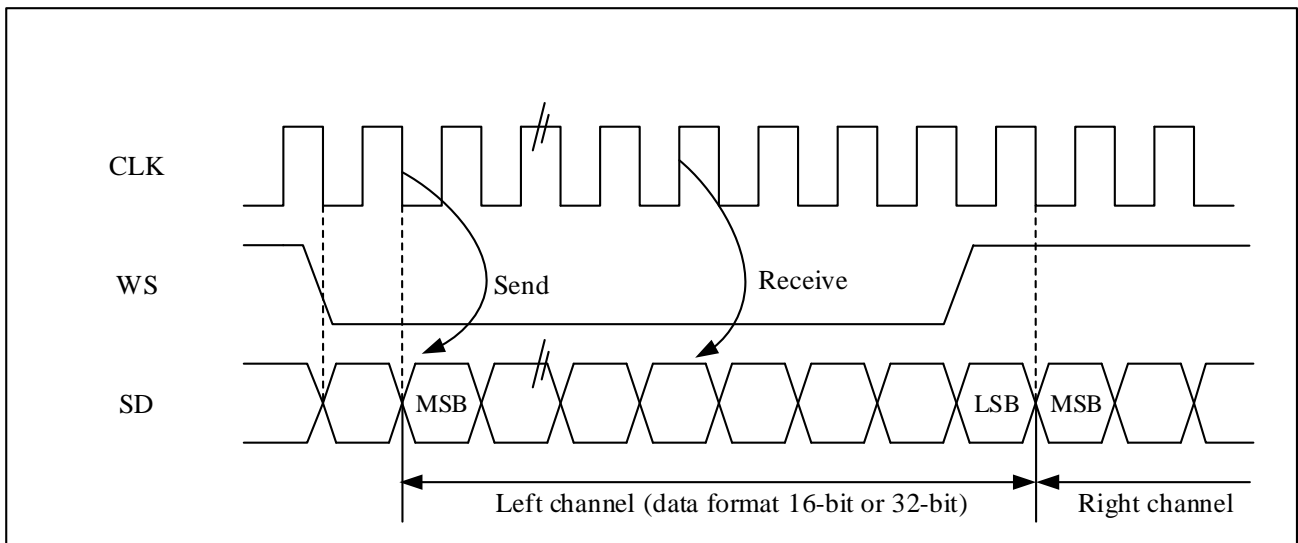 CLK
WS
Send
Receive
SD
MSB
LSB
MSB
Left channel (data format 16-bit or 32-bit)
Right channel